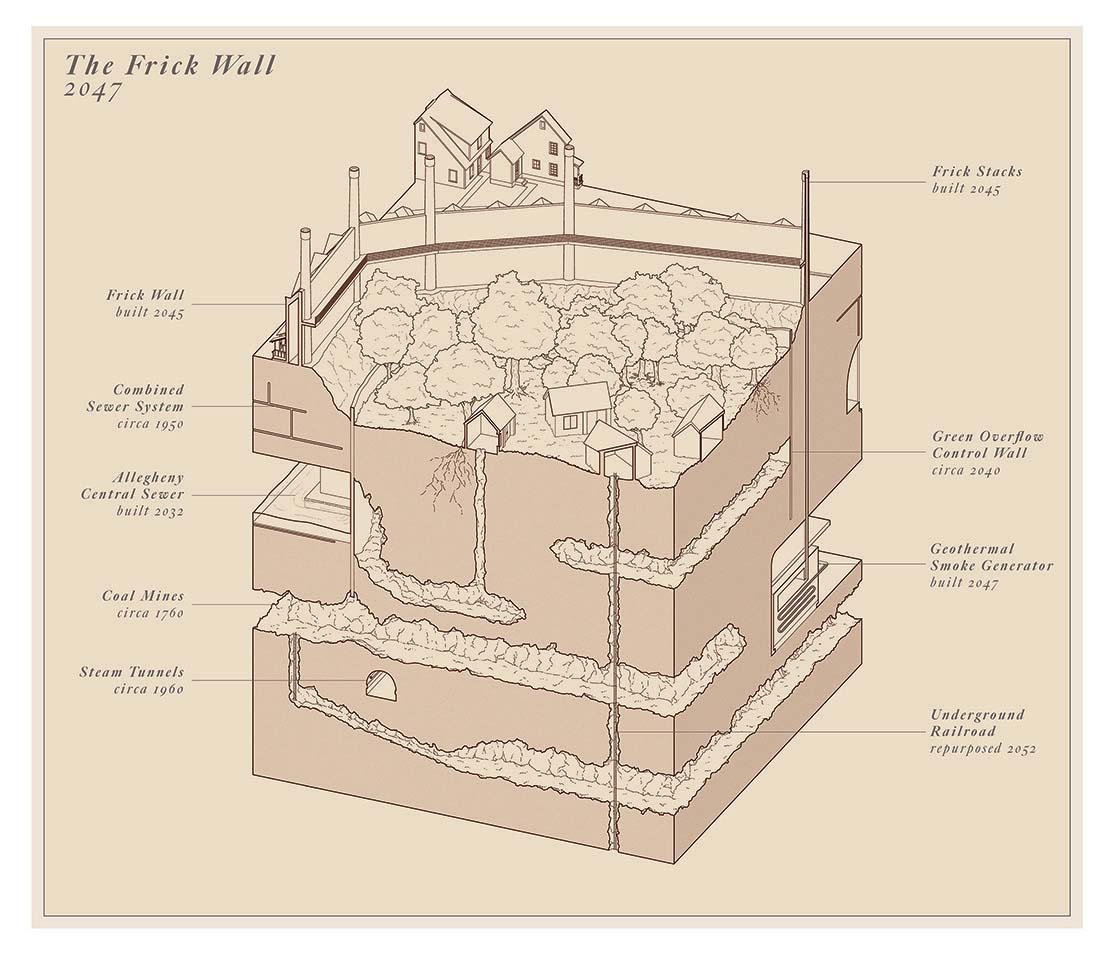 The Frick Wall
2047
Frick Wall
built 2045
Combined
Sewer System
circa 1950
Allegheny
Central Sewer
built 2032
Coal Mines
circa 1760
Steam Tunnels
circa 1960
Frick Stacks
built 2045
Green Overflow
Control Wall
circa 2040
Geothermal
Smoke Generator
built 2047
Underground
Railroad
repurposed 2052